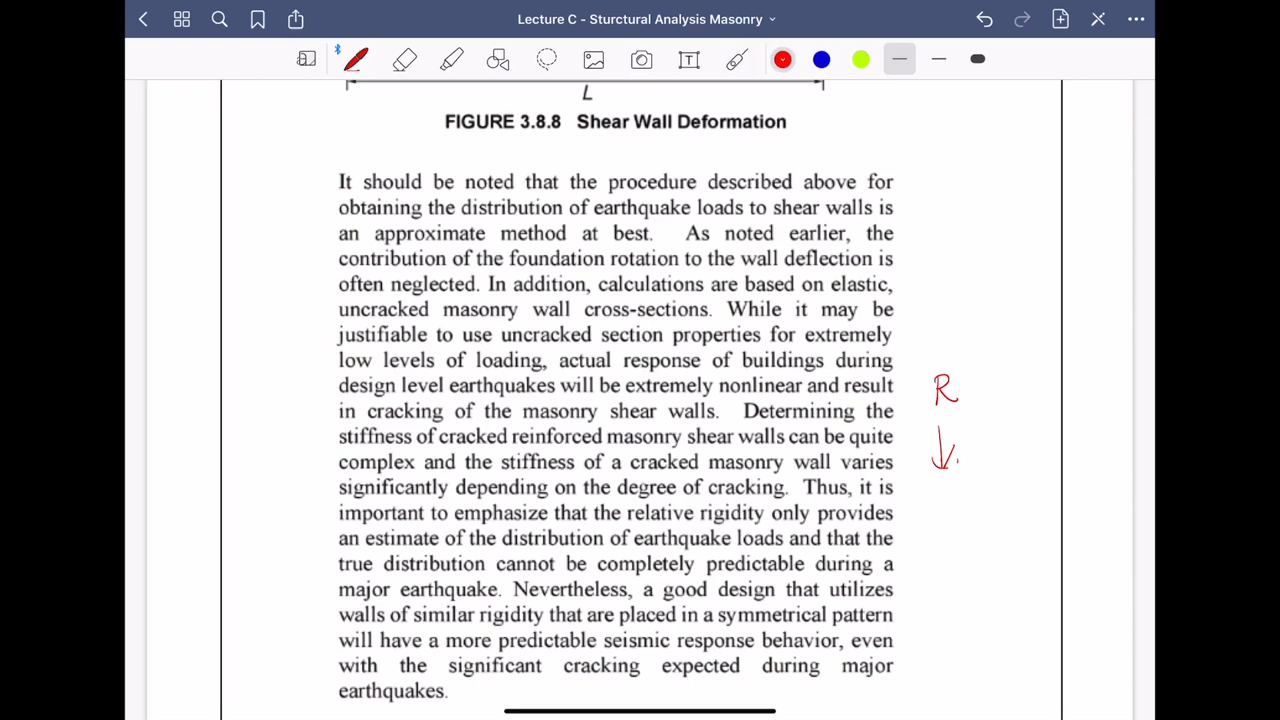 Lecture C - Sturctural Analysis Masonry
T
L
FIGURE 3.8.8 Shear Wall Deformation
It should be noted that the procedure described above for
obtaining the distribution of earthquake loads to shear walls is
an approximate method at best. As noted earlier, the
contribution of the foundation rotation to the wall deflection is
often neglected. In addition, calculations are based on elastic,
uncracked masonry wall cross-sections. While it may be
justifiable to use uncracked section properties for extremely
low levels of loading, actual response of buildings during
design level earthquakes will be extremely nonlinear and result
in cracking of the masonry shear walls. Determining the
stiffness of cracked reinforced masonry shear walls can be quite
complex and the stiffness of a cracked masonry wall varies
significantly depending on the degree of cracking. Thus, it is
important to emphasize that the relative rigidity only provides
an estimate of the distribution of earthquake loads and that the
true distribution cannot be completely predictable during a
major earthquake. Nevertheless, a good design that utilizes
walls of similar rigidity that are placed in a symmetrical pattern
will have a more predictable seismic response behavior, even
with the significant cracking expected during major
earthquakes.
R